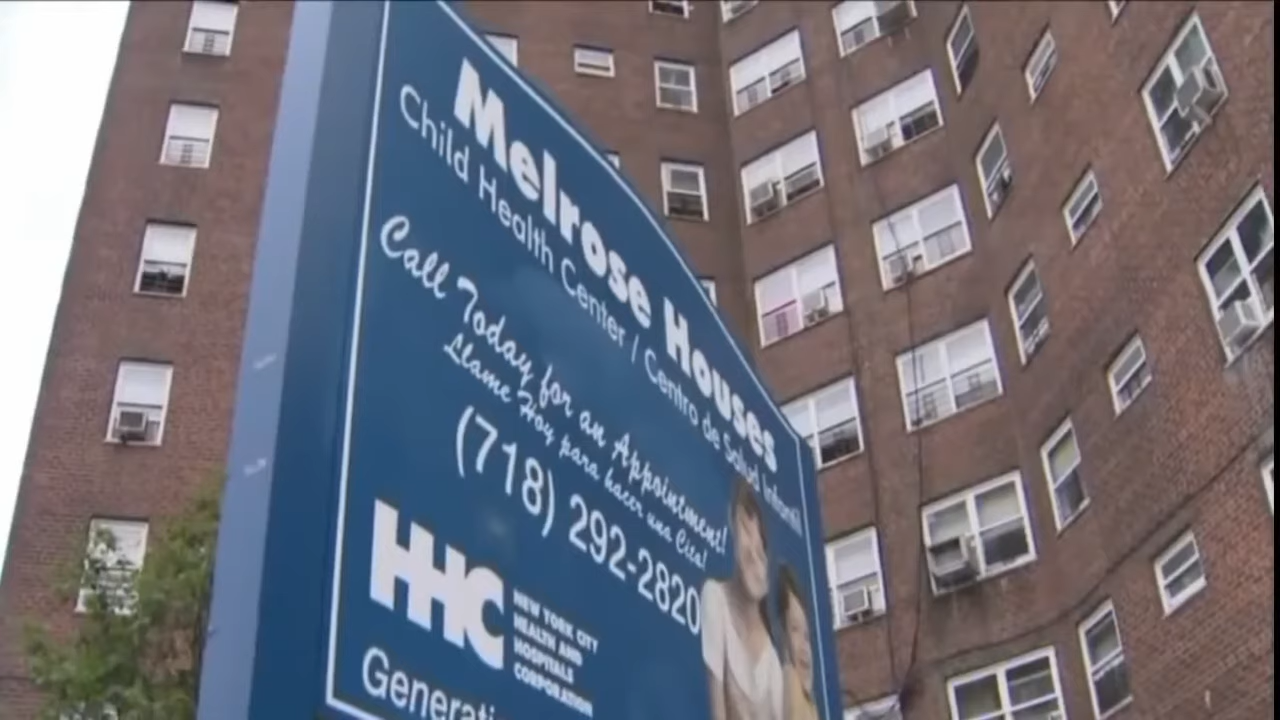 Melrose Houses
Child Health Center / Centro de Salud Infantil
Call Today for an Appointment!
Llame Hoy para hacer una Cita!
(718) 292-2820
HHC
NEW YORK CITY
HEALTH AND
HOSPITALS
CORPORATION
Generati